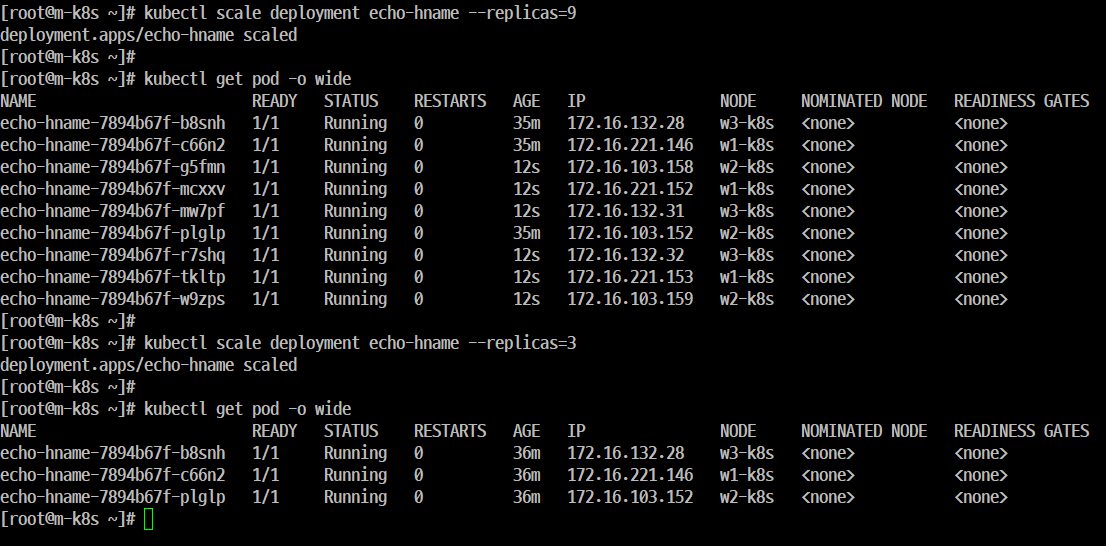 [root@m-k8s ~]# kubectl scale deployment echo-hname --replicas=9
deployment.apps/echo-hname scaled
[root@m-k8s ~]#
[root@m-k8s ~]# kubectl get pod -o wide
NAME                          READY   STATUS    RESTARTS   AGE   IP               NODE     NOMINATED NODE   READINESS GATES
echo-hname-7894b67f-b8snh   1/1     Running   0          35m   172.16.132.28    w3-k8s   <none>           <none>
echo-hname-7894b67f-c66n2   1/1     Running   0          35m   172.16.221.146   w1-k8s   <none>           <none>
echo-hname-7894b67f-g5fmn   1/1     Running   0          12s   172.16.103.158   w2-k8s   <none>           <none>
echo-hname-7894b67f-mcxxv   1/1     Running   0          12s   172.16.221.152   w1-k8s   <none>           <none>
echo-hname-7894b67f-mw7pf   1/1     Running   0          12s   172.16.132.31    w3-k8s   <none>           <none>
echo-hname-7894b67f-plglp   1/1     Running   0          35m   172.16.103.152   w2-k8s   <none>           <none>
echo-hname-7894b67f-r7shq   1/1     Running   0          12s   172.16.132.32    w3-k8s   <none>           <none>
echo-hname-7894b67f-tkltp   1/1     Running   0          12s   172.16.221.153   w1-k8s   <none>           <none>
echo-hname-7894b67f-w9zps   1/1     Running   0          12s   172.16.103.159   w2-k8s   <none>           <none>
[root@m-k8s ~]#
[root@m-k8s ~]# kubectl scale deployment echo-hname --replicas=3
deployment.apps/echo-hname scaled
[root@m-k8s ~]#
[root@m-k8s ~]# kubectl get pod -o wide
NAME                          READY   STATUS    RESTARTS   AGE   IP               NODE     NOMINATED NODE   READINESS GATES
echo-hname-7894b67f-b8snh   1/1     Running   0          36m   172.16.132.28    w3-k8s   <none>           <none>
echo-hname-7894b67f-c66n2   1/1     Running   0          36m   172.16.221.146   w1-k8s   <none>           <none>
echo-hname-7894b67f-plglp   1/1     Running   0          36m   172.16.103.152   w2-k8s   <none>           <none>
[root@m-k8s ~]#